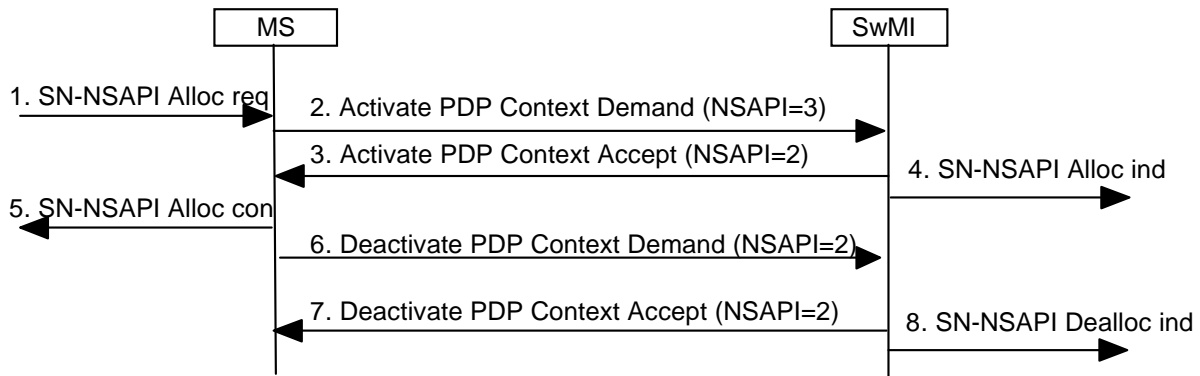 MS
SwMI
1. SN-NSAPI Alloc req
2. Activate PDP Context Demand (NSAPI=3)
3. Activate PDP Context Accept (NSAPI=2)
4. SN-NSAPI Alloc ind
5. SN-NSAPI Alloc con
6. Deactivate PDP Context Demand (NSAPI=2)
7. Deactivate PDP Context Accept (NSAPI=2)
8. SN-NSAPI Dealloc ind